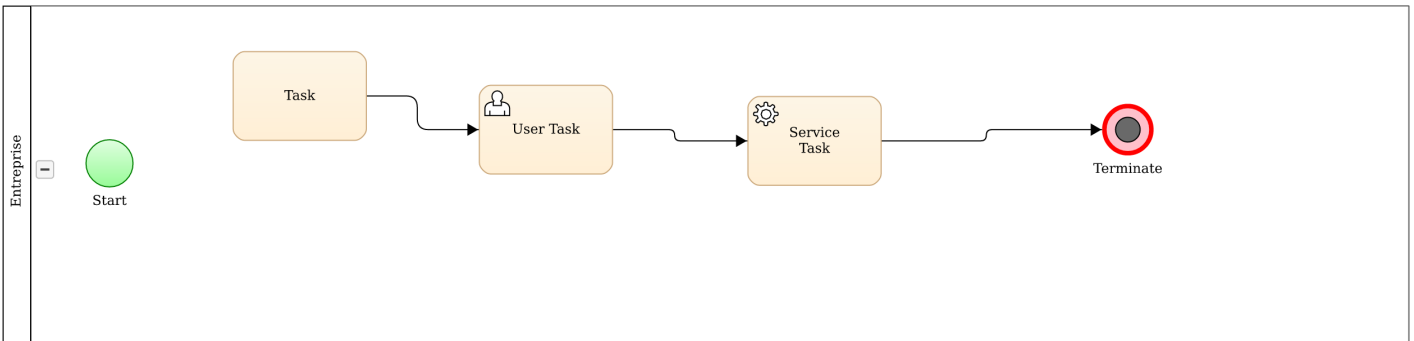 Entreprise
Start
Task
User Task
Service
Task
Terminate